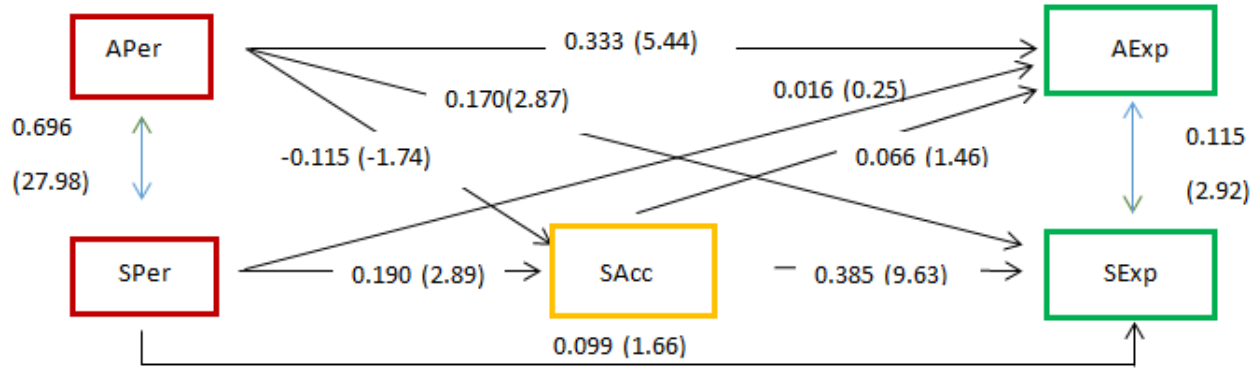 APer
0.333 (5.44)
AExp
0.170(2.87)
0.016 (0.25)
0.696
(27.98)
-0.115 (-1.74)
0.066 (1.46)
0.115
(2.92)
SPer
0.190 (2.89)
SAcc
0.385 (9.63)
SExp
0.099 (1.66)